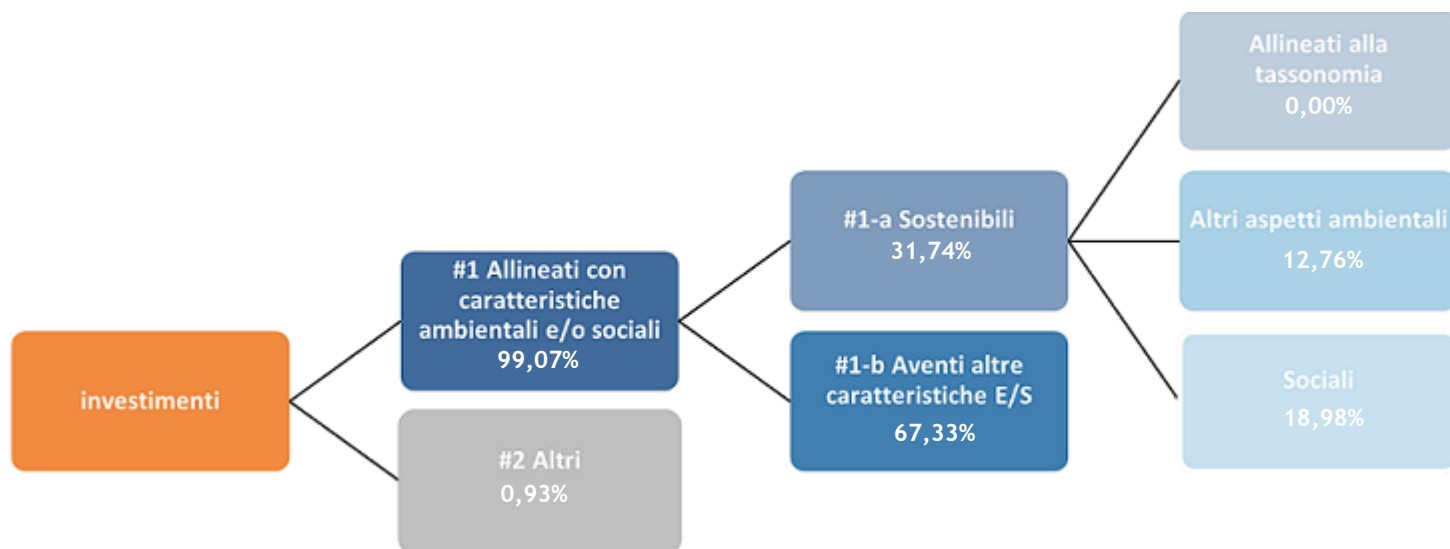 investimenti
#1 Allineati con
caratteristiche
ambientali e/o sociali
99,07%
#2 Altri
0,93%
#1-a Sostenibili
31,74%
#1-b Aventi altre
caratteristiche E/S
67,33%
Allineati alla
tassonomia
0,00%
Altri aspetti ambientali
12,76%
Sociali
18,98%